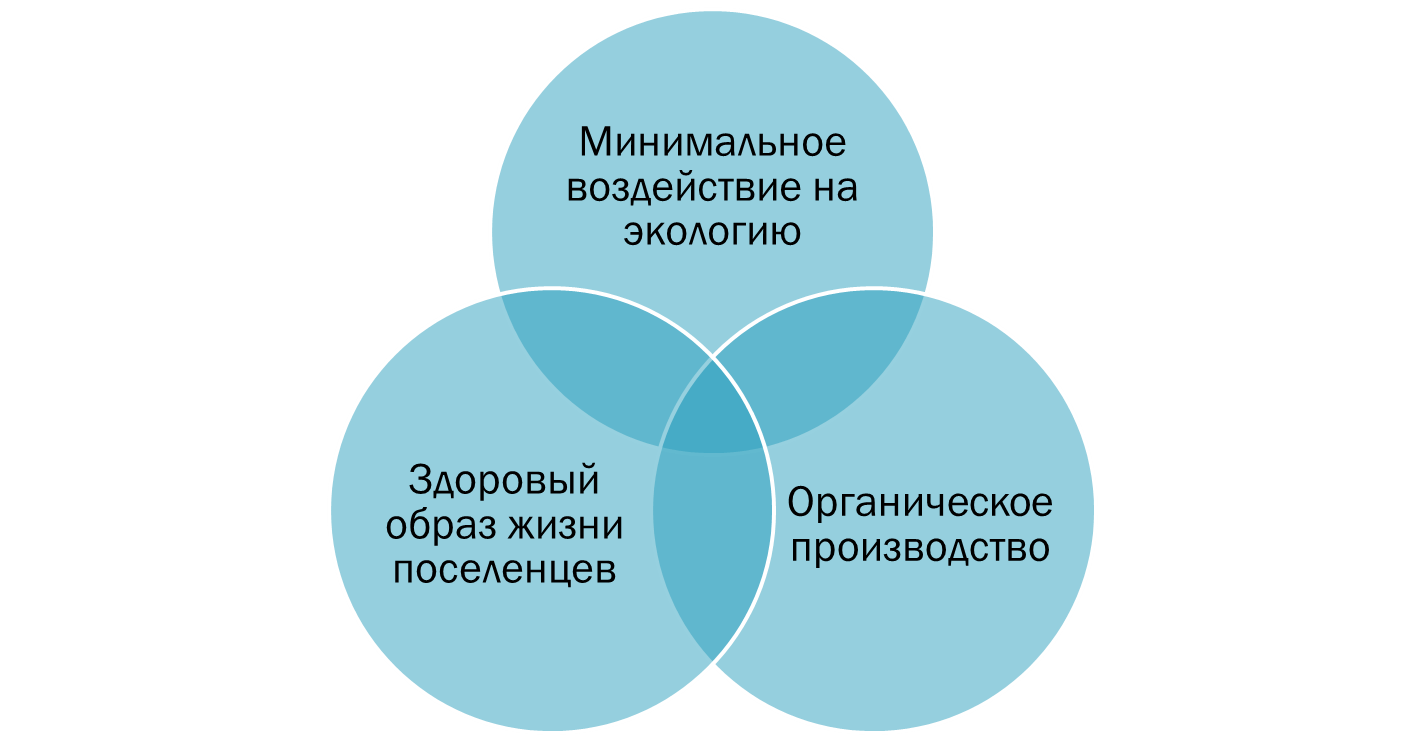 Минимальное
воздействие на
экологию
Здоровый
образ жизни
поселенцев
Органическое
производство